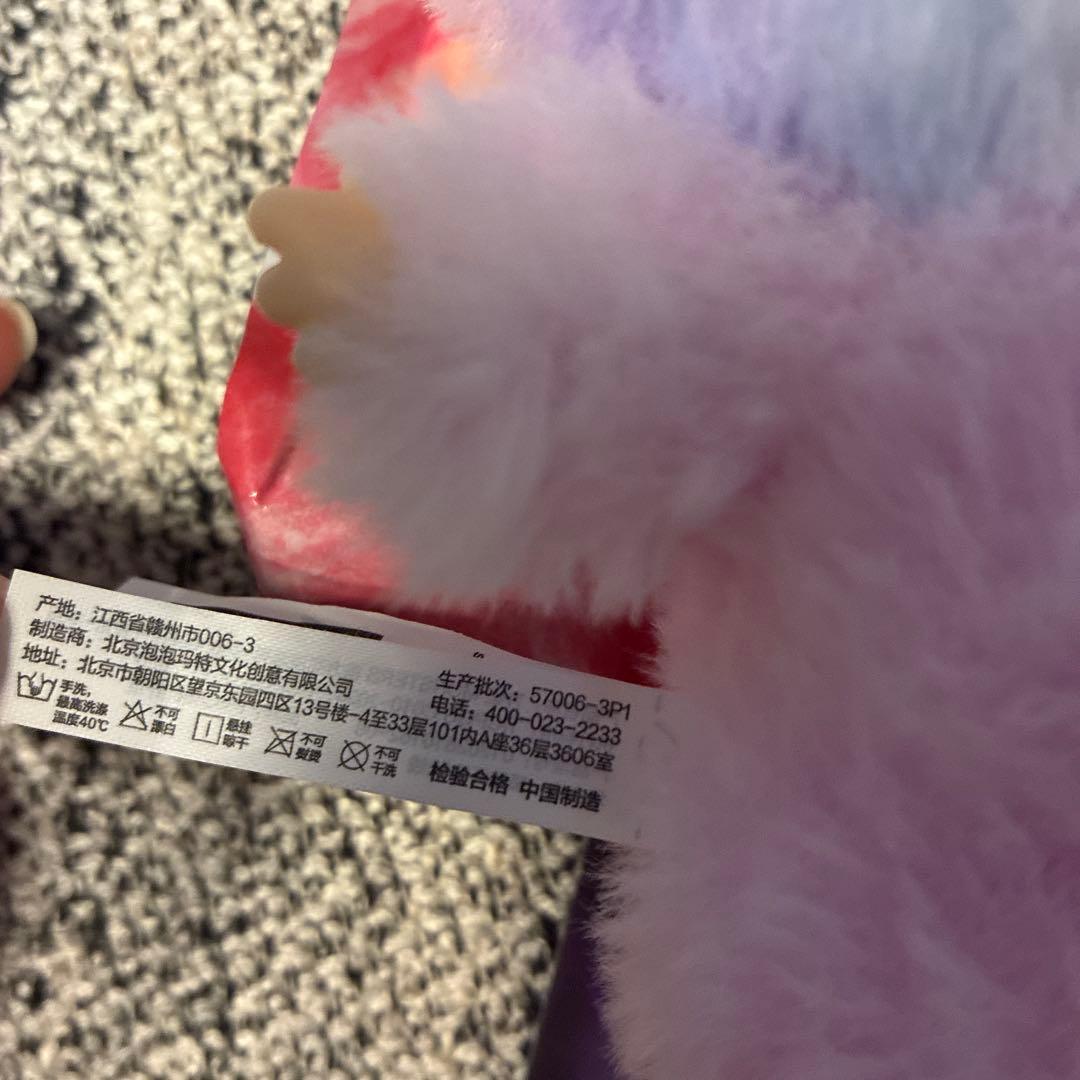 产地：江西省赣州市006-3
制造商：北京泡泡玛特文化创意有限公司
生产批次：57006-3P1
地址：北京市朝阳区望京东园四区13号楼-4至33层101内A座36层3606室
电话：400-023-2233
手洗，
最高洗涤
温度40℃
不可
漂白
悬挂
晾干
不可
熨烫
不可
干洗
检验合格 中国制造